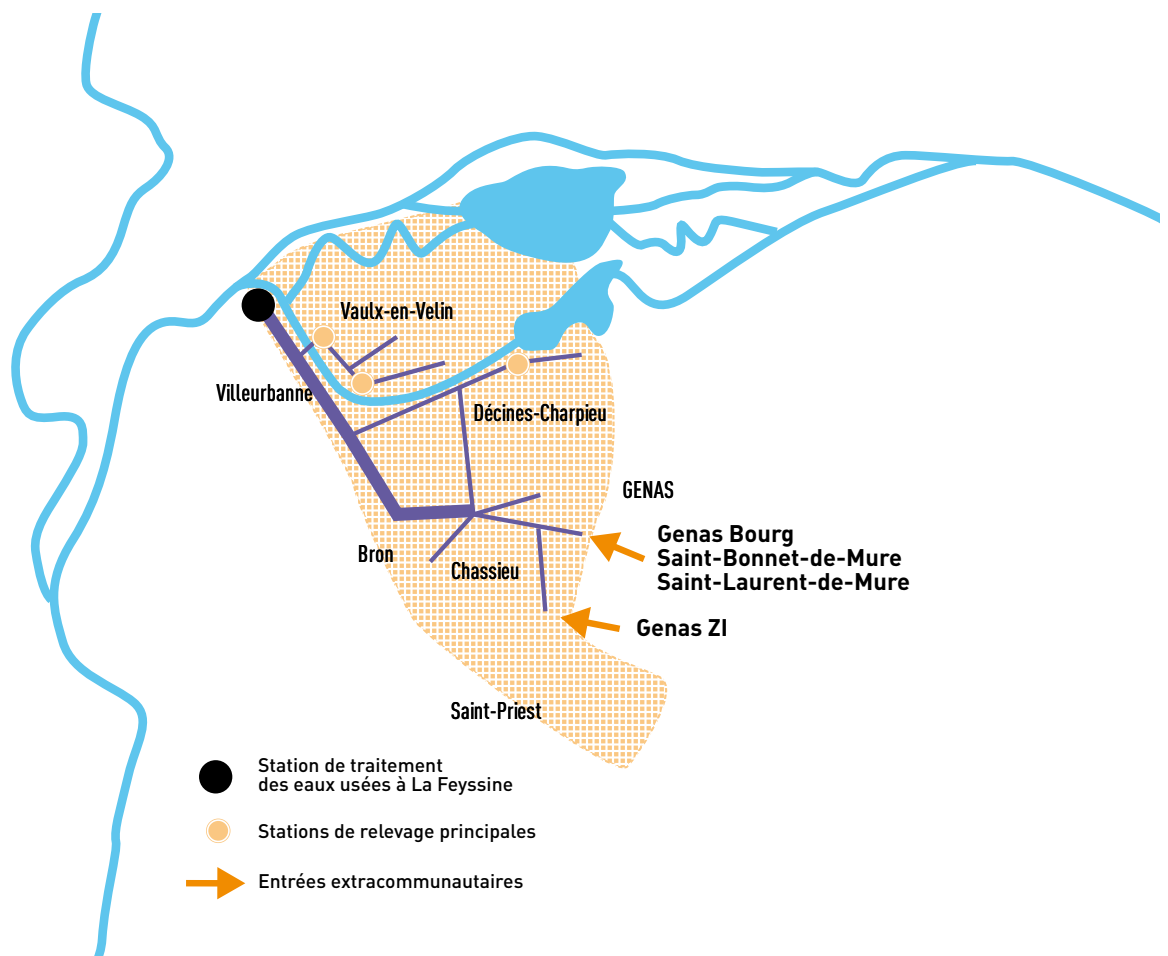 Vaulx-en-Velin
Villeurbanne
Décines-Charpieu
GENAS
Genas Bourg
Saint-Bonnet-de-Mure
Saint-Laurent-de-Mure
Bron
Chassieu
Genas ZI
Saint-Priest
Station de traitement
des eaux usées à La Feyssine
Stations de relevage principales
Entrées extracommunautaires